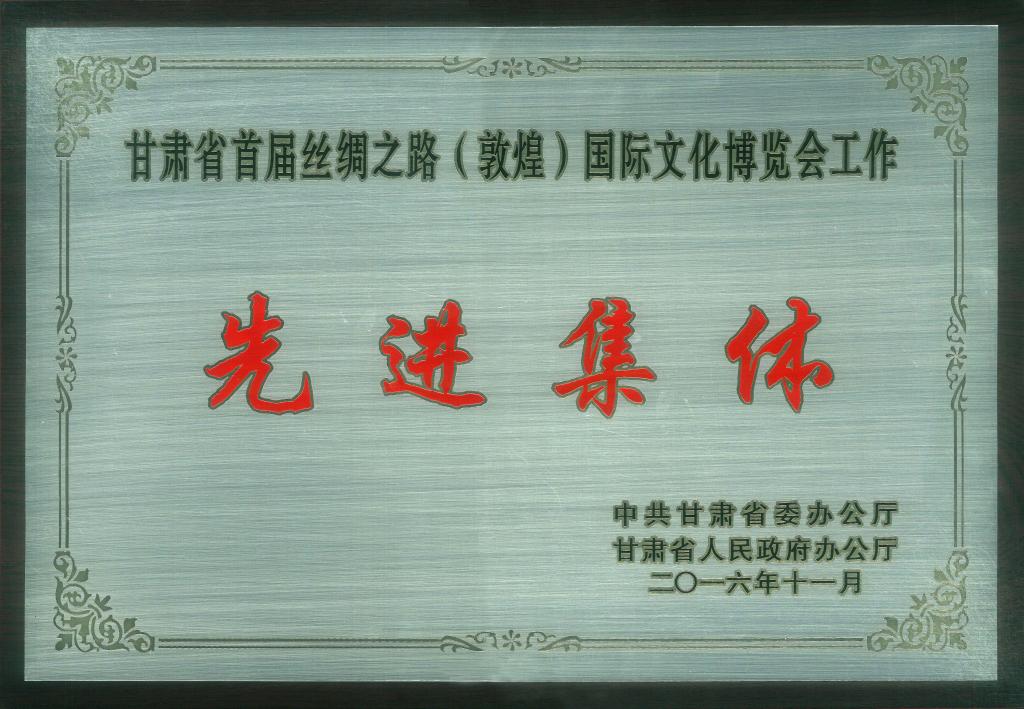 甘肃省首届丝绸之路（敦煌）国际文化博览会工作
先进集体
中共甘肃省委办公厅
甘肃省人民政府办公厅
二〇一六年十一月